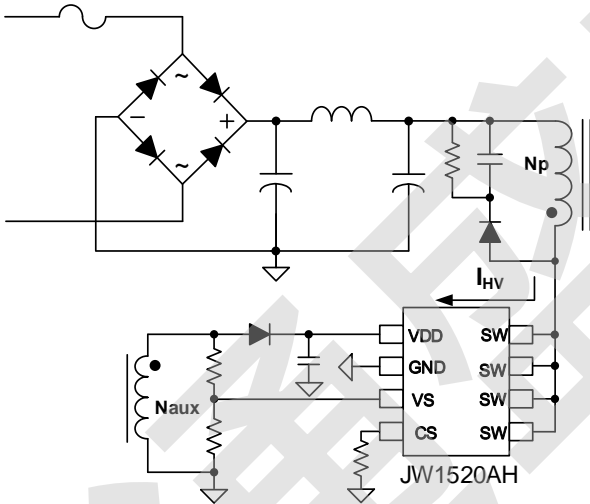 ~
− +
~
Np
IHV
VDD SW
GND SW
VS SW
CS SW
Naux
JW1520AH